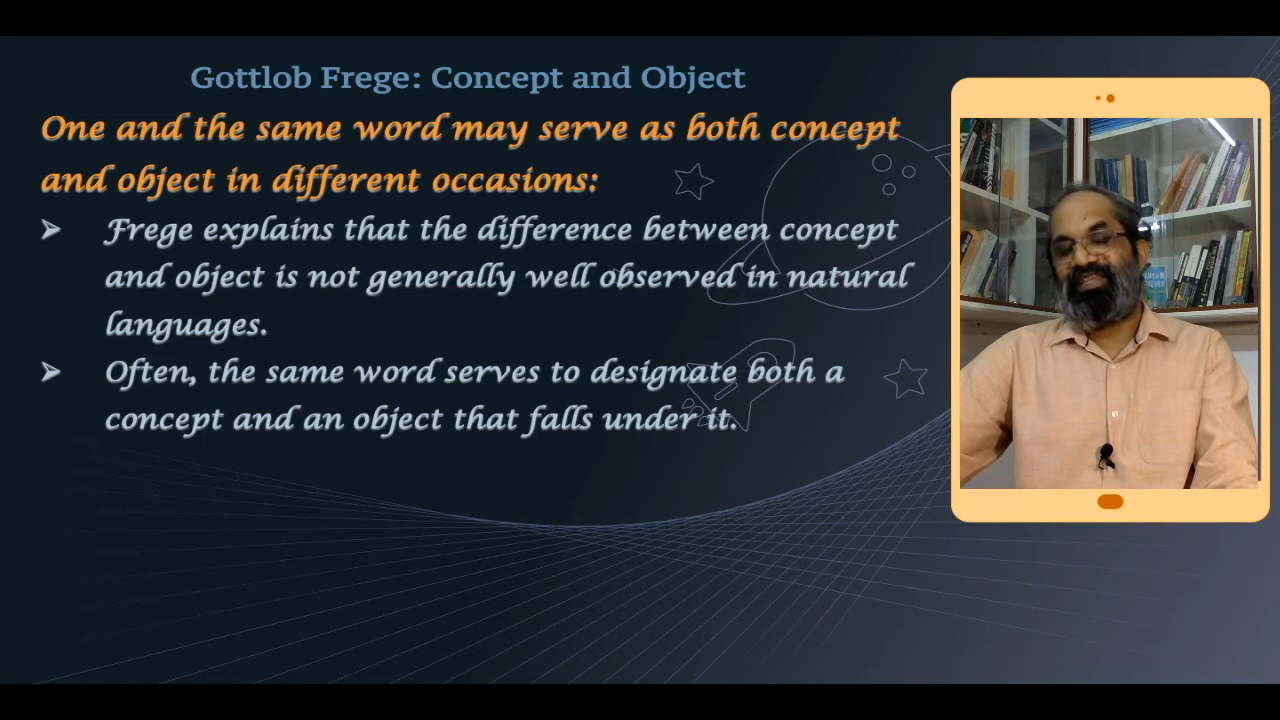 Gottlob Frege: Concept and Object
One and the same word may serve as both concept
and object in different occasions:
➢ Frege explains that the difference between concept
and object is not generally well observed in natural
languages.
➢ Often, the same word serves to designate both a
concept and an object that falls under it.